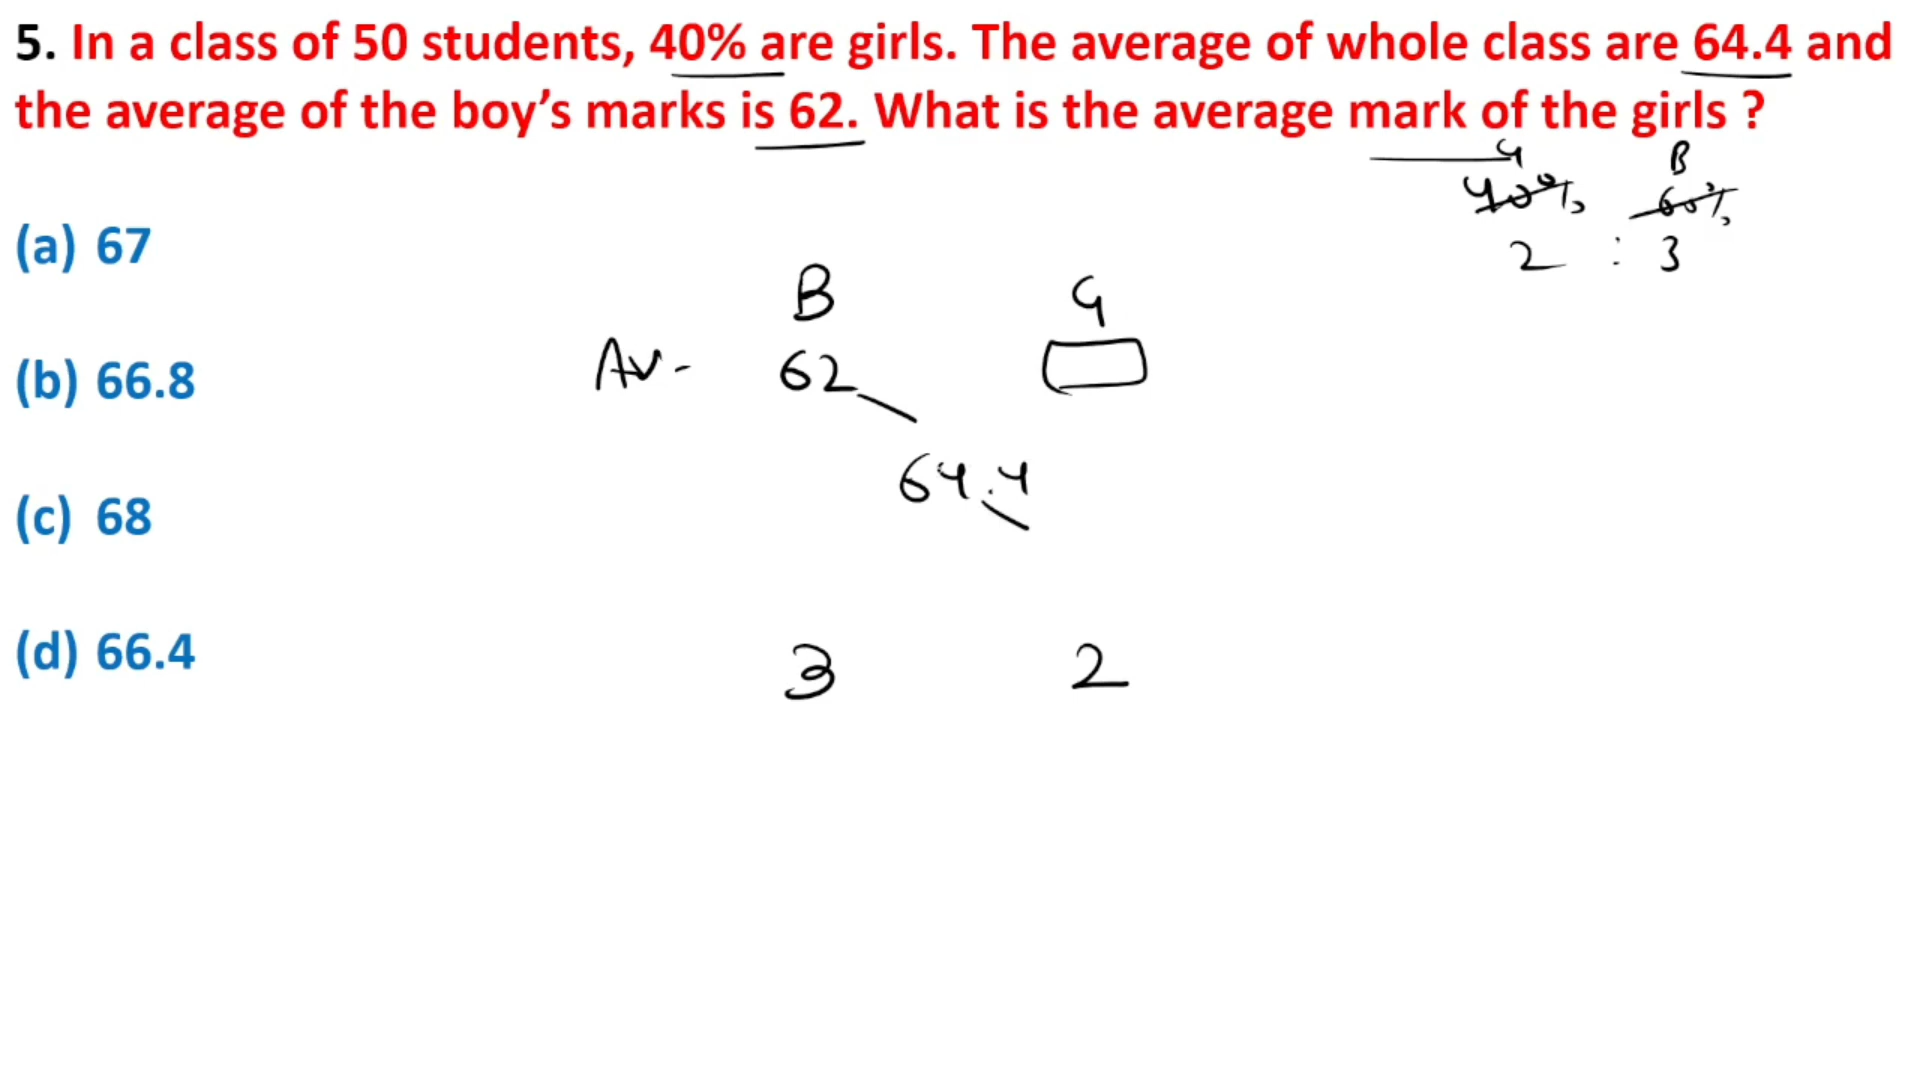 5. In a class of 50 students, 40% are girls. The average of whole class are 64.4 and
the average of the boy’s marks is 62. What is the average mark of the girls ?
G B
40% 60%
(a) 67
2 : 3
B G
Av- 62
(b) 66.8
64.4
(c) 68
(d) 66.4
3 2